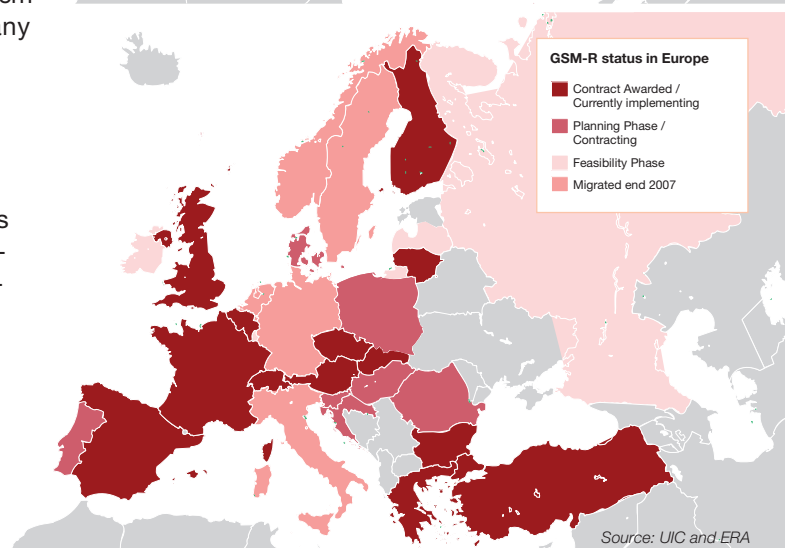 any
s
GSM-R status in Europe
Contract Awarded /
Currently implementing
Planning Phase /
Contracting
Feasibility Phase
Migrated end 2007
Source: UIC and ERA